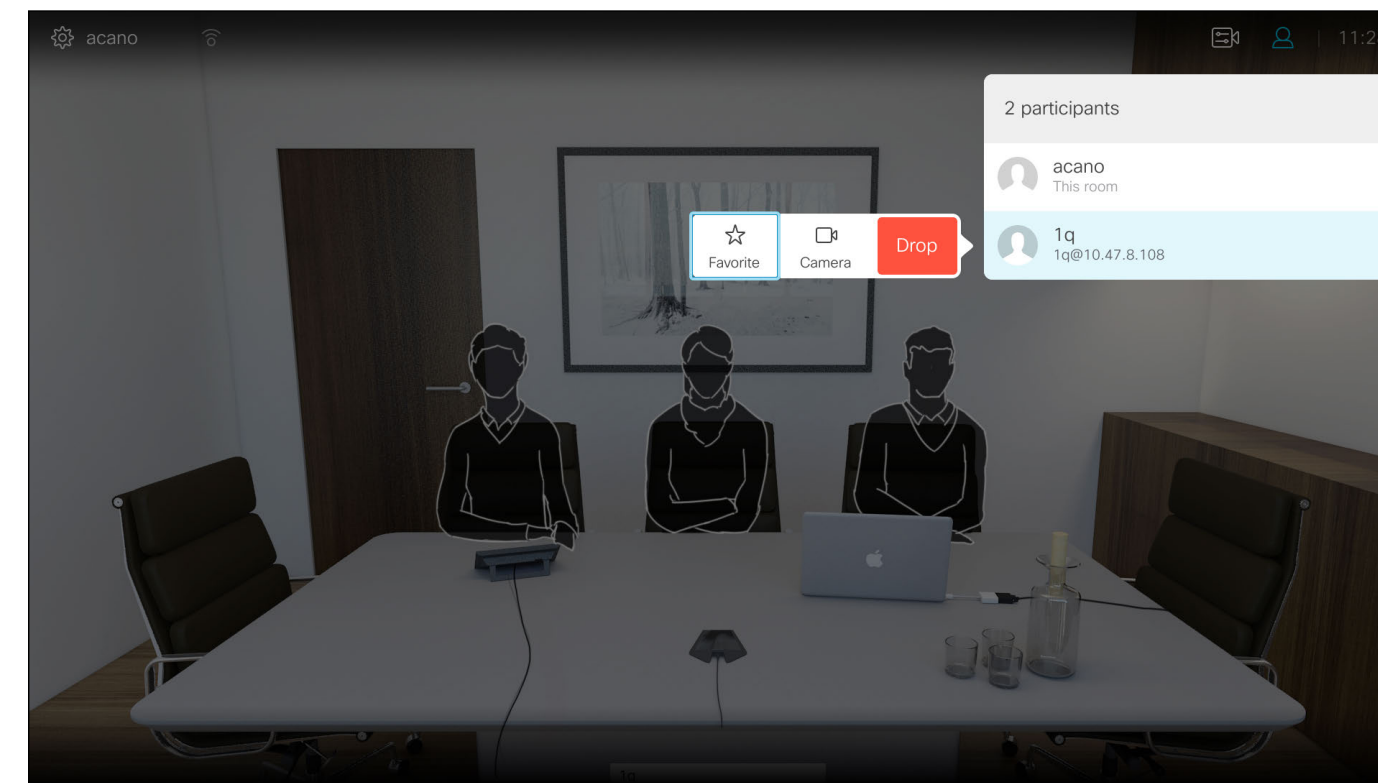 acano
11:2
2 participants
acano
This room
Favorite
Camera
Drop
1q
1q@10.47.8.108
1q